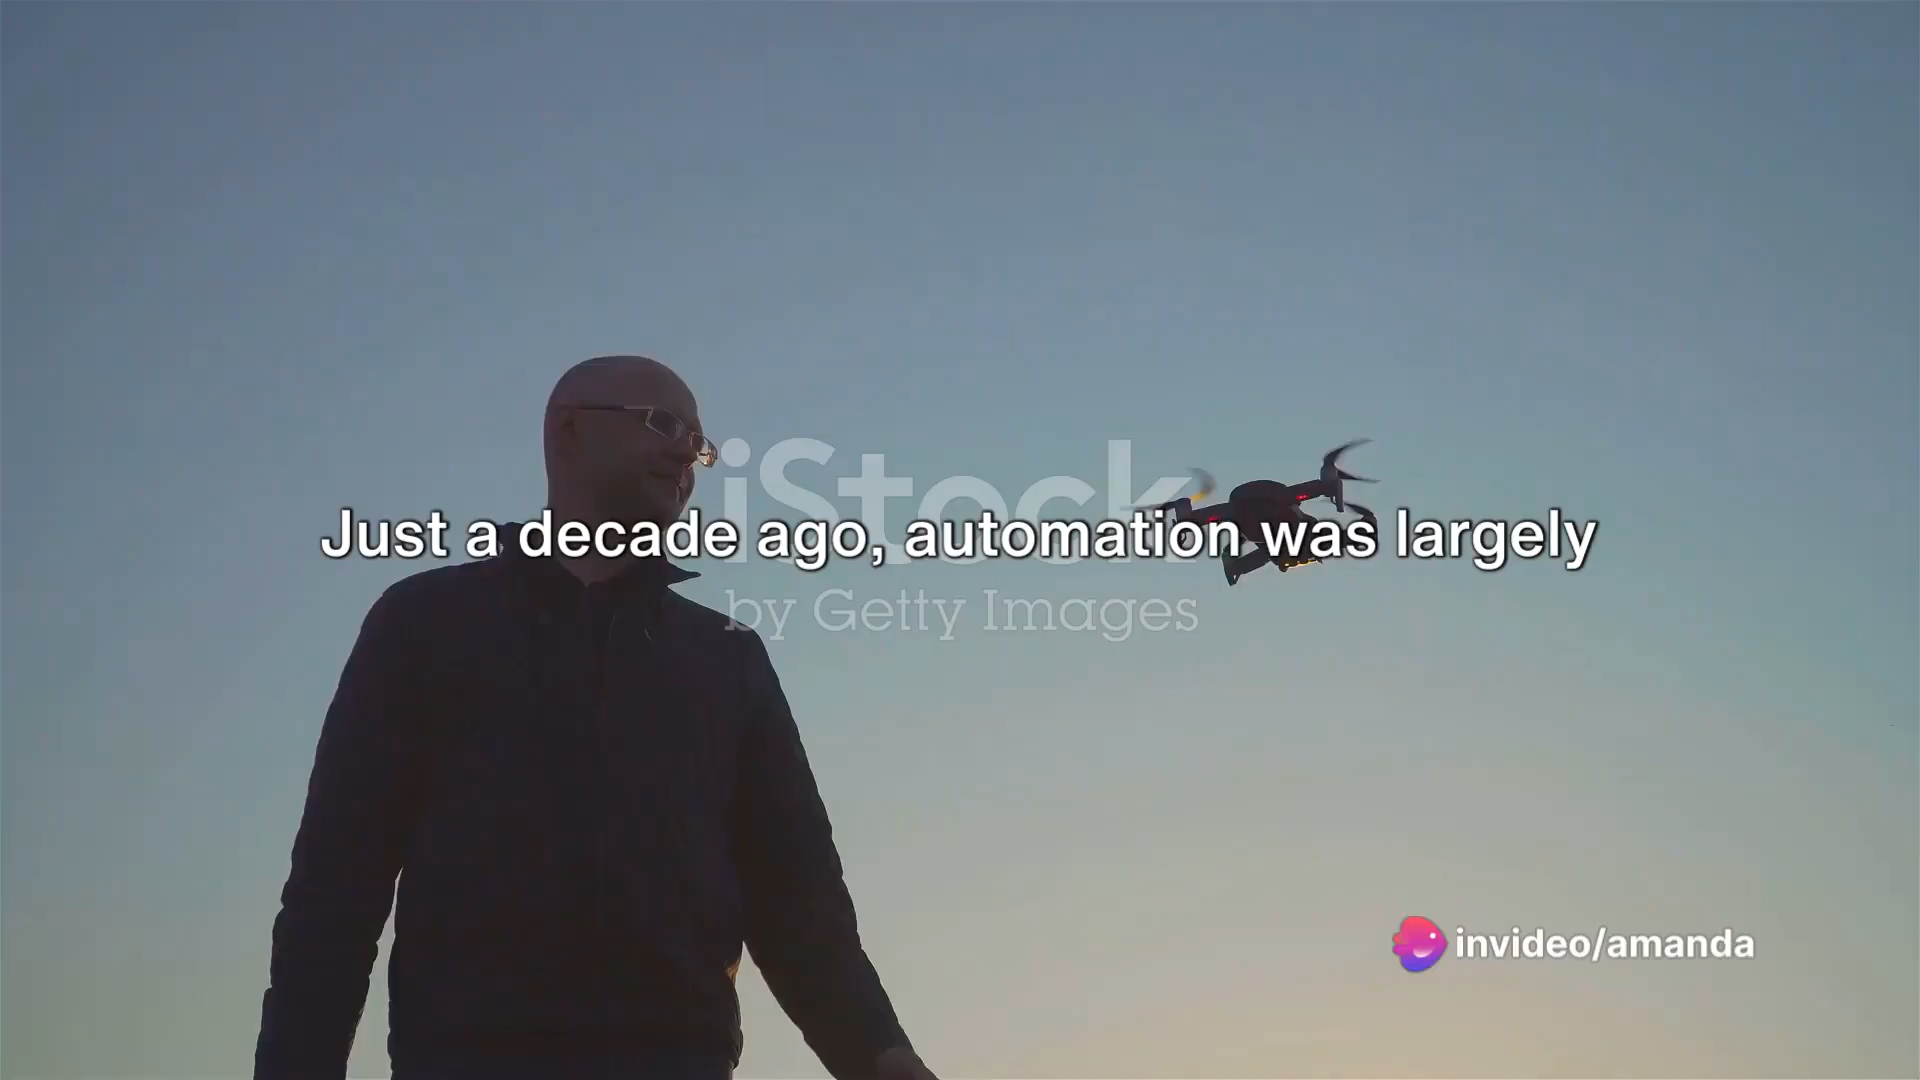 iStock
Just a decade ago, automation was largely
by Getty Images
invideo/amanda